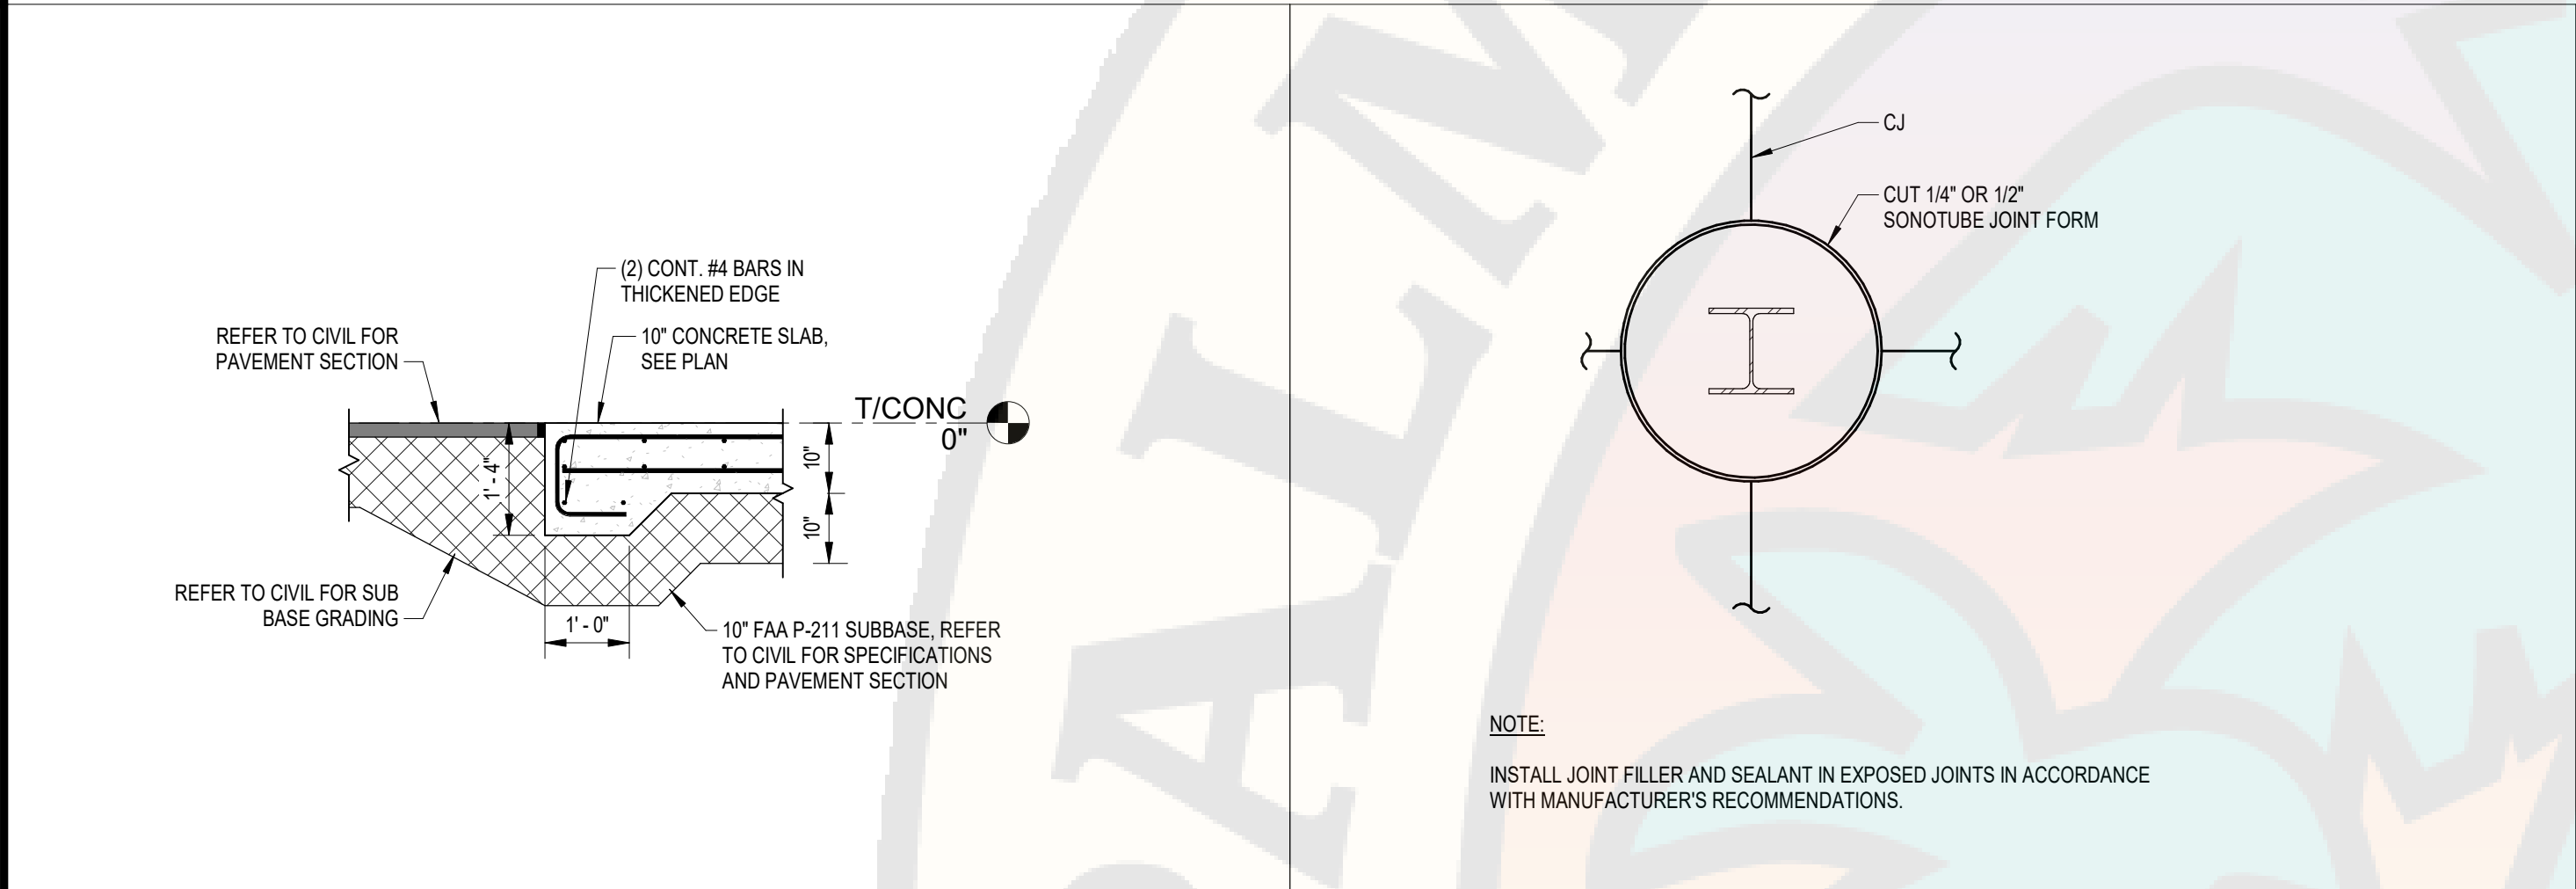 (2) CONT. #4 BARS IN
THICKENED EDGE
REFER TO CIVIL FOR
PAVEMENT SECTION
10" CONCRETE SLAB,
SEE PLAN
T/CONC
0"
1' - 4"
10"
10"
REFER TO CIVIL FOR SUB
BASE GRADING
1' - 0"
10" FAA P-211 SUBBASE, REFER
TO CIVIL FOR SPECIFICATIONS
AND PAVEMENT SECTION
CJ
CUT 1/4" OR 1/2"
SONOTUBE JOINT FORM
NOTE:
INSTALL JOINT FILLER AND SEALANT IN EXPOSED JOINTS IN ACCORDANCE
WITH MANUFACTURER'S RECOMMENDATIONS.
PALM